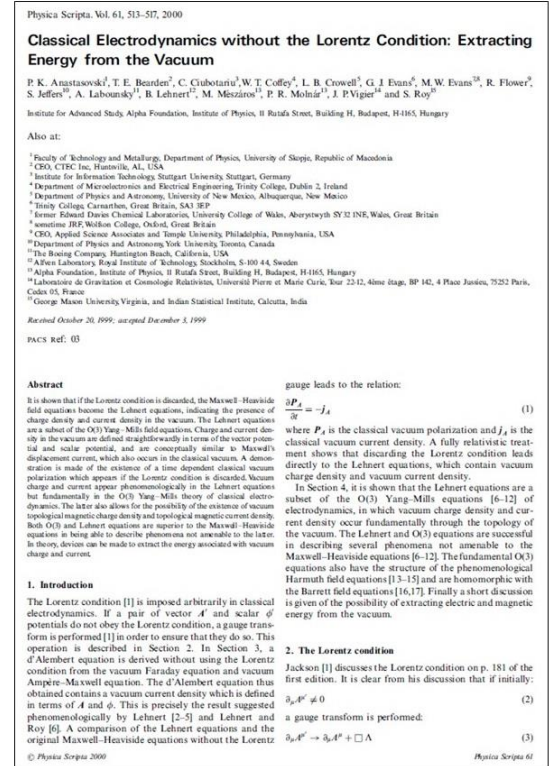 Physica Scripta. Vol. 61, 513–517, 2000
Classical Electrodynamics without the Lorentz Condition: Extracting
Energy from the Vacuum
P. K. Anastasovski¹, T. E. Bearden², C. Ciubotariu³, W. T. Coffey⁴, L. B. Crowell⁵, G. J. Evans⁶, M. W. Evans⁷,⁸, R. Flower⁹,
S. Jeffers¹⁰, A. Labounsky¹¹, B. Lehnert¹², M. Mészáros¹³, P. R. Molnár¹³, J. P. Vigier¹⁴ and S. Roy¹⁵
Institute for Advanced Study, Alpha Foundation, Institute of Physics, 11 Rutafa Street, Building H, Budapest, H-1165, Hungary
Also at:
¹ Faculty of Technology and Metallurgy, Department of Physics, University of Skopje, Republic of Macedonia
² CEO, CTEC Inc, Huntville, AL, USA
³ Institute for Information Technology, Stuttgart University, Stuttgart, Germany
⁴ Department of Microelectronics and Electrical Engineering, Trinity College, Dublin 2, Ireland
⁵ Department of Physics and Astronomy, University of New Mexico, Albuquerque, New Mexico
⁶ Trinity College, Carmarthen, Great Britain, SA3 3EP
⁷ former Edward Davies Chemical Laboratories, University College of Wales, Aberystwyth SY32 1NE, Wales, Great Britain
⁸ sometime JRF, Wolfson College, Oxford, Great Britain
⁹ CEO, Applied Science Associates and Temple University, Philadelphia, Pennsylvania, USA
¹⁰ Department of Physics and Astronomy, York University, Toronto, Canada
¹¹ The Boeing Company, Huntington Beach, California, USA
¹² Alfven Laboratory, Royal Institute of Technology, Stockholm, S-100 44, Sweden
¹³ Alpha Foundation, Institute of Physics, 11 Rutafa Street, Building H, Budapest, H-1165, Hungary
¹⁴ Laboratoire de Gravitation et Cosmologie Relativistes, Université Pierre et Marie Curie, Tour 22-12, 4ème étage, BP 142, 4 Place Jussieu, 75252 Paris,
Cedex 05, France
¹⁵ George Mason University, Virginia, and Indian Statistical Institute, Calcutta, India
Received October 20, 1999; accepted December 3, 1999
PACS Ref: 03
Abstract
It is shown that if the Lorentz condition is discarded, the Maxwell–Heaviside
field equations become the Lehnert equations, indicating the presence of
charge density and current density in the vacuum. The Lehnert equations
are a subset of the O(3) Yang–Mills field equations. Charge and current den-
sity in the vacuum are defined straightforwardly in terms of the vector poten-
tial and scalar potential, and are conceptually similar to Maxwell's
displacement current, which also occurs in the classical vacuum. A demon-
stration is made of the existence of a time dependent classical vacuum
polarization which appears if the Lorentz condition is discarded. Vacuum
charge and current appear phenomenologically in the Lehnert equations
but fundamentally in the O(3) Yang–Mills theory of classical electro-
dynamics. The latter also allows for the possibility of the existence of vacuum
topological magnetic charge density and topological magnetic current density.
Both O(3) and Lehnert equations are superior to the Maxwell–Heaviside
equations in being able to describe phenomena not amenable to the latter.
In theory, devices can be made to extract the energy associated with vacuum
charge and current.
1. Introduction
The Lorentz condition [1] is imposed arbitrarily in classical
electrodynamics. If a pair of vector A′ and scalar ϕ′
potentials do not obey the Lorentz condition, a gauge trans-
form is performed [1] in order to ensure that they do so. This
operation is described in Section 2. In Section 3, a
d'Alembert equation is derived without using the Lorentz
condition from the vacuum Faraday equation and vacuum
Ampère–Maxwell equation. The d'Alembert equation thus
obtained contains a vacuum current density which is defined
in terms of A and ϕ. This is precisely the result suggested
phenomenologically by Lehnert [2–5] and Lehnert and
Roy [6]. A comparison of the Lehnert equations and the
original Maxwell–Heaviside equations without the Lorentz
gauge leads to the relation:
∂P_A/∂t = −j_A (1)
where P_A is the classical vacuum polarization and j_A is the
classical vacuum current density. A fully relativistic treat-
ment shows that discarding the Lorentz condition leads
directly to the Lehnert equations, which contain vacuum
charge density and vacuum current density.
In Section 4, it is shown that the Lehnert equations are a
subset of the O(3) Yang–Mills equations [6–12] of
electrodynamics, in which vacuum charge density and cur-
rent density occur fundamentally through the topology of
the vacuum. The Lehnert and O(3) equations are successful
in describing several phenomena not amenable to the
Maxwell–Heaviside equations [6–12]. The fundamental O(3)
equations also have the structure of the phenomenological
Harmuth field equations [13–15] and are homomorphic with
the Barrett field equations [16,17]. Finally a short discussion
is given of the possibility of extracting electric and magnetic
energy from the vacuum.
2. The Lorentz condition
Jackson [1] discusses the Lorentz condition on p. 181 of the
first edition. It is clear from his discussion that if initially:
∂_μA^μ′ ≠ 0 (2)
a gauge transform is performed:
∂_μA^μ′ → ∂_μA^μ + □Λ (3)
© Physica Scripta 2000
Physica Scripta 61